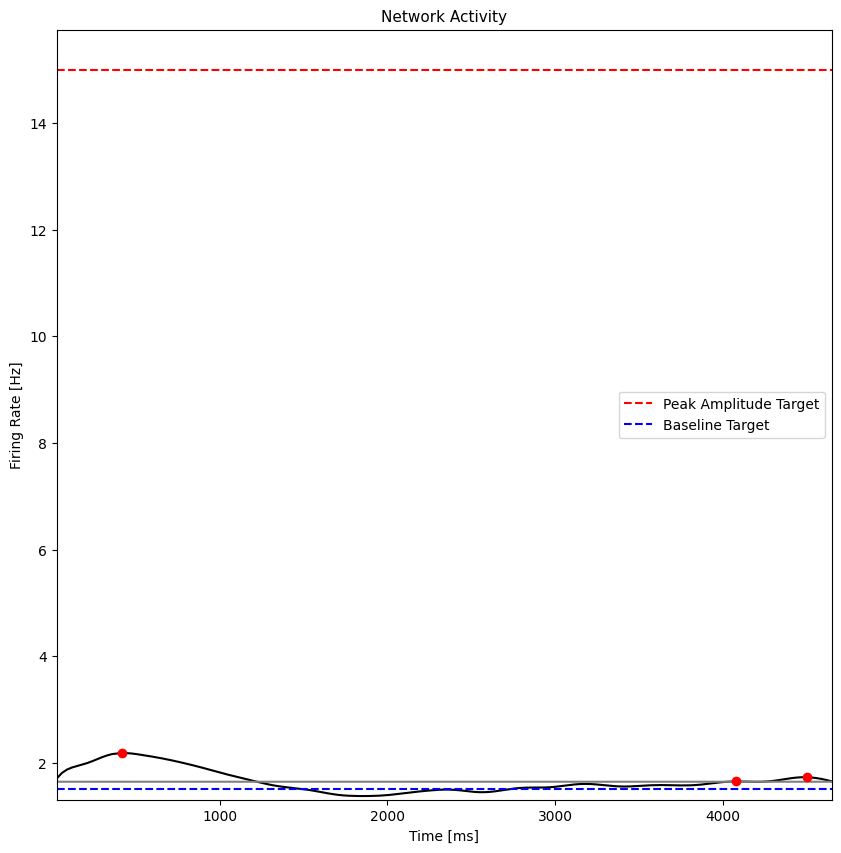 Network Activity
14
12
10
8
6
4
2
Firing Rate [Hz]
Peak Amplitude Target
Baseline Target
1000 2000 3000 4000
Time [ms]